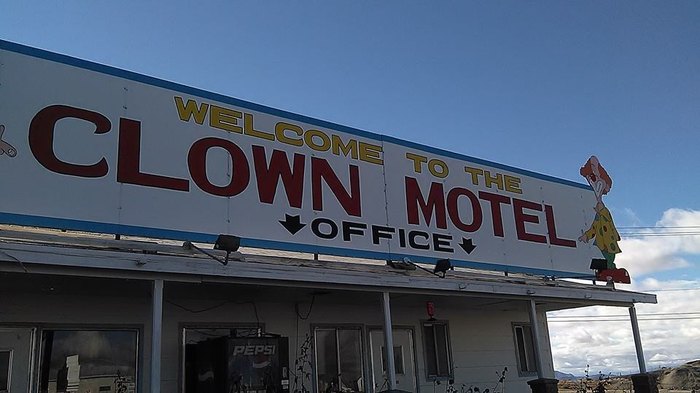 WELCOME TO THE
CLOWN MOTEL
OFFICE
PEPSI